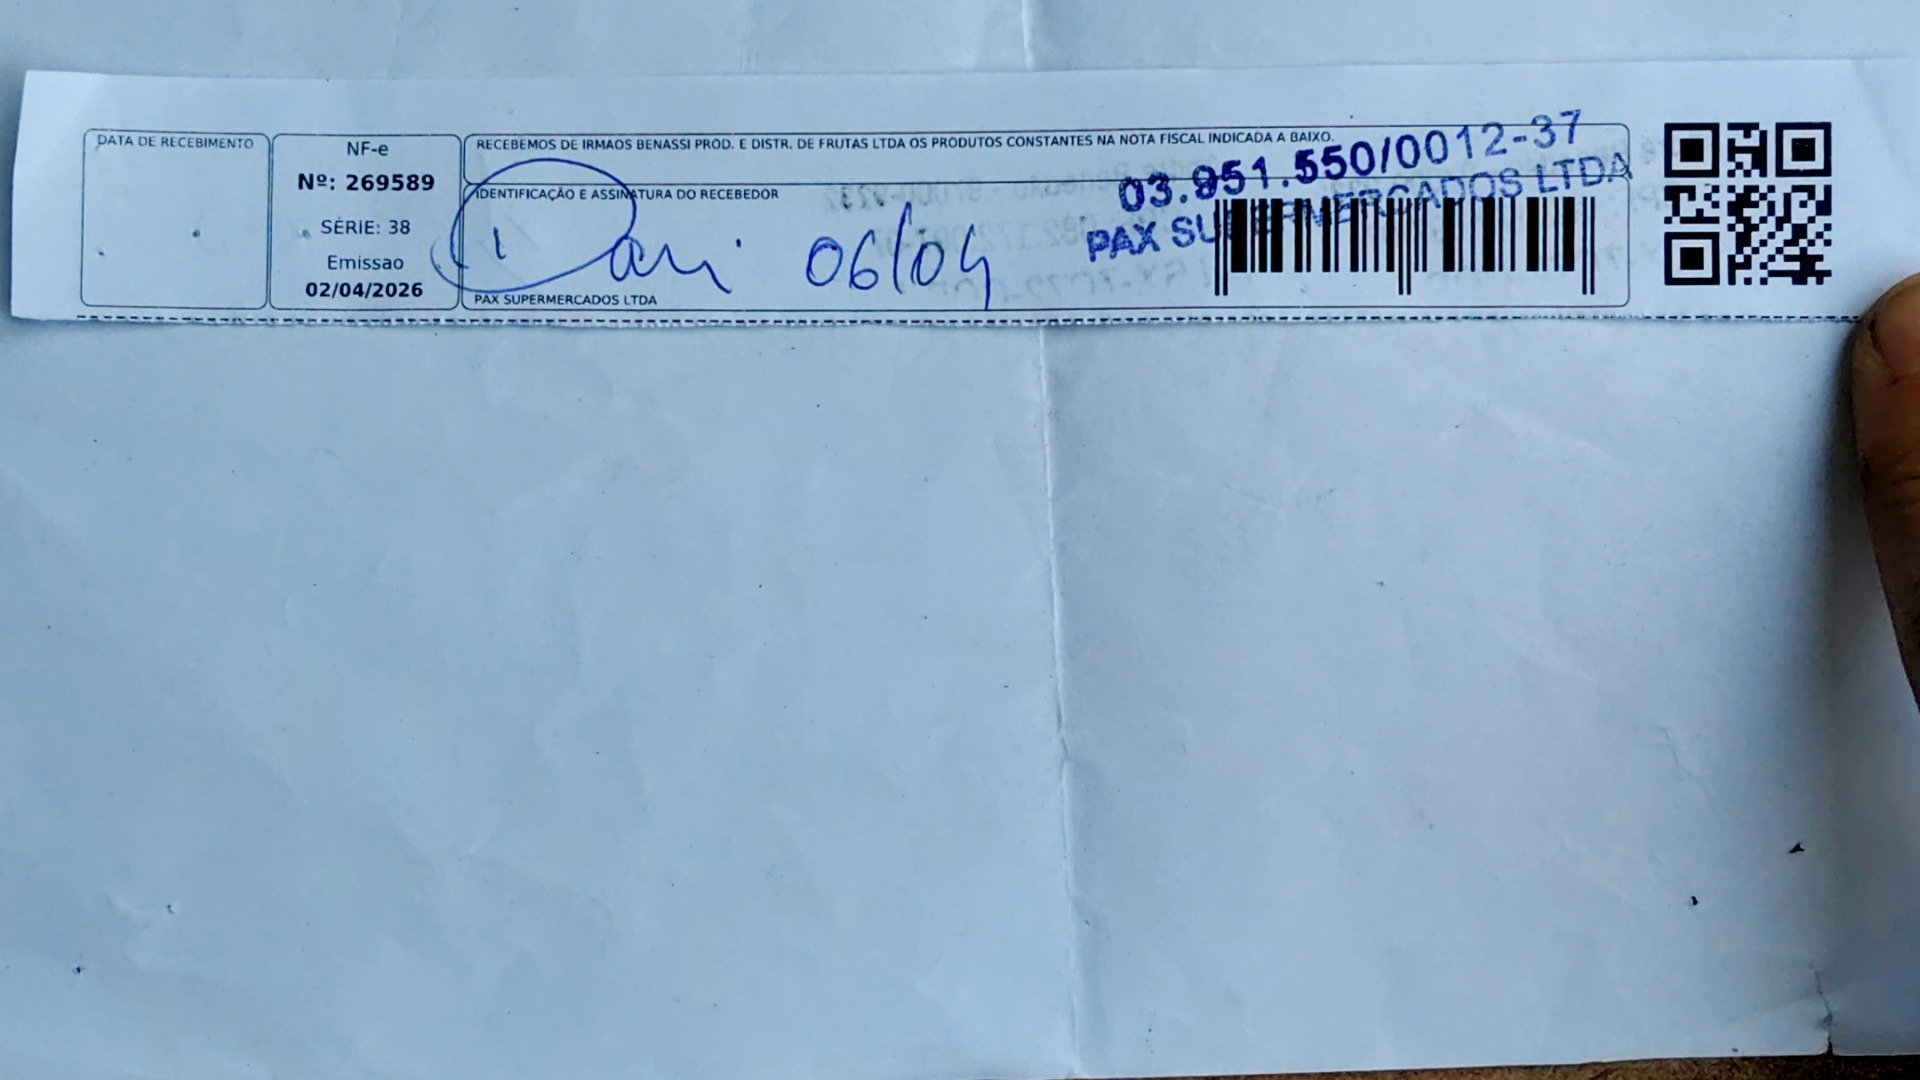 DATA DE RECEBIMENTO
NF-e
Nº: 269589
SÉRIE: 38
Emissao
02/04/2026
RECEBEMOS DE IRMAOS BENASSI PROD. E DISTR. DE FRUTAS LTDA OS PRODUTOS CONSTANTES NA NOTA FISCAL INDICADA A BAIXO.
IDENTIFICAÇÃO E ASSINATURA DO RECEBEDOR
06/04
PAX SUPERMERCADOS LTDA
03.951.550/0012-37
PAX SUPERMERCADOS LTDA